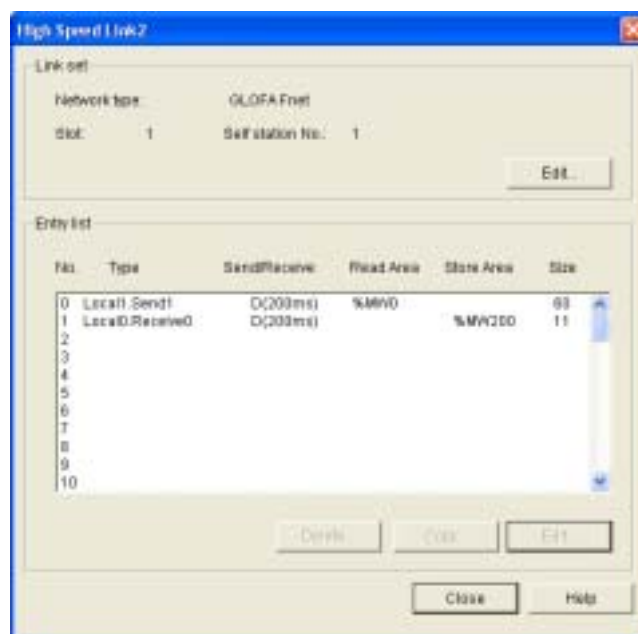 High Speed Link2
Link set
Network type: GLOFA Fnet
Slot: 1 Self station No.: 1
Edit...
Entry list
No. Type Send/Receive Read Area Store Area Size
0 Local1.Send1 D(200ms) %MW0 60
1 Local0.Receive0 D(200ms) %MW200 11
2
3
4
5
6
7
8
9
10
Delete Copy Edit
Close Help